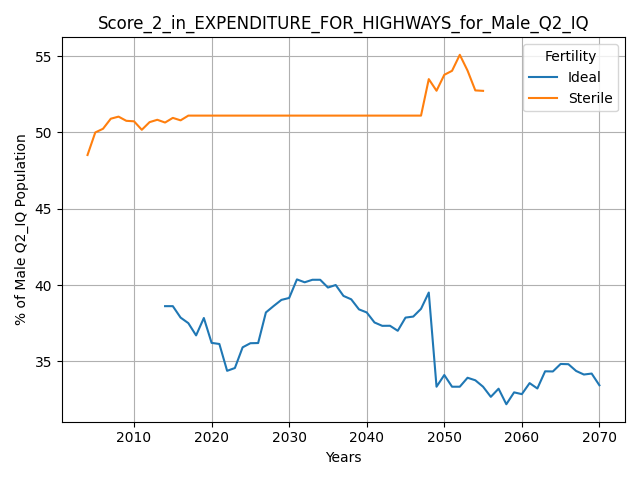 Score_2_in_EXPENDITURE_FOR_HIGHWAYS_for_Male_Q2_IQ
Fertility
Ideal
Sterile
% of Male Q2_IQ Population
55
50
45
40
35
2010 2020 2030 2040 2050 2060 2070
Years